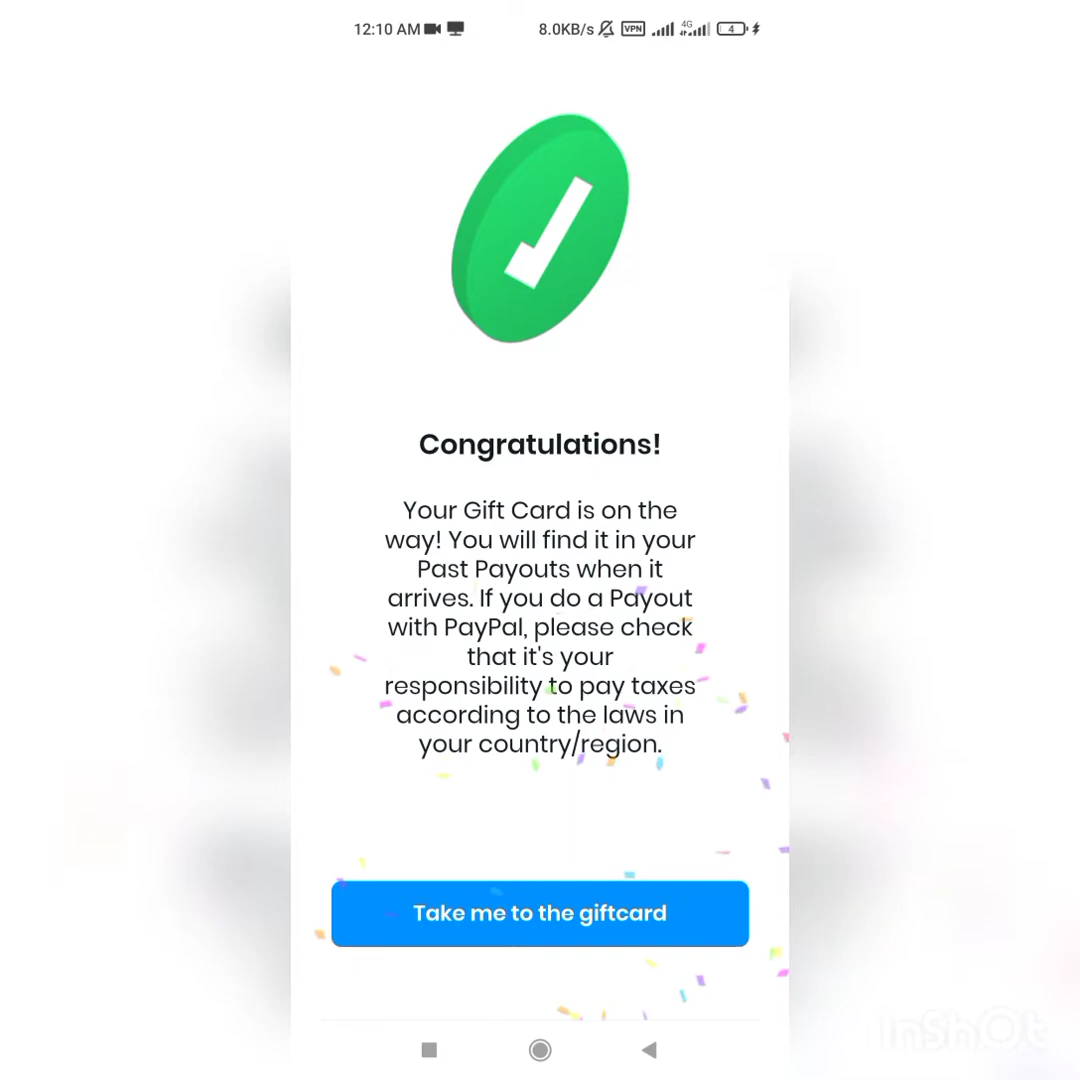 12:10 AM 8.0KB/s VPN 4G 4
Congratulations!
Your Gift Card is on the
way! You will find it in your
Past Payouts when it
arrives. If you do a Payout
with PayPal, please check
that it's your
responsibility to pay taxes
according to the laws in
your country/region.
Take me to the giftcard
InShOt